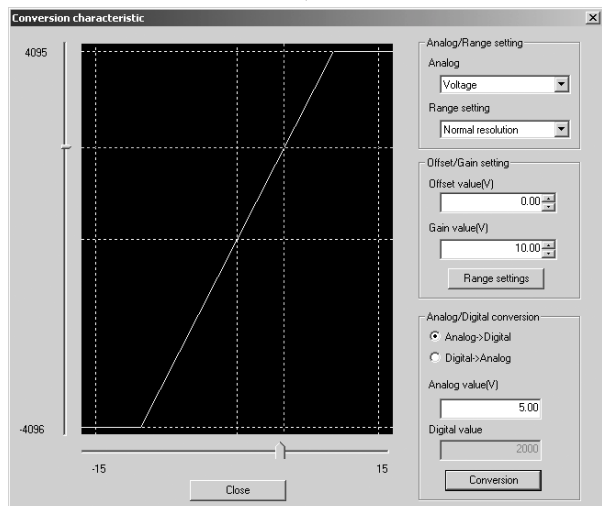 Conversion characteristic
4095
-4096
-15
15
Close
Analog/Range setting
Analog
Voltage
Range setting
Normal resolution
Offset/Gain setting
Offset value(V)
0.00
Gain value(V)
10.00
Range settings
Analog/Digital conversion
Analog->Digital
Digital->Analog
Analog value(V)
5.00
Digital value
2000
Conversion